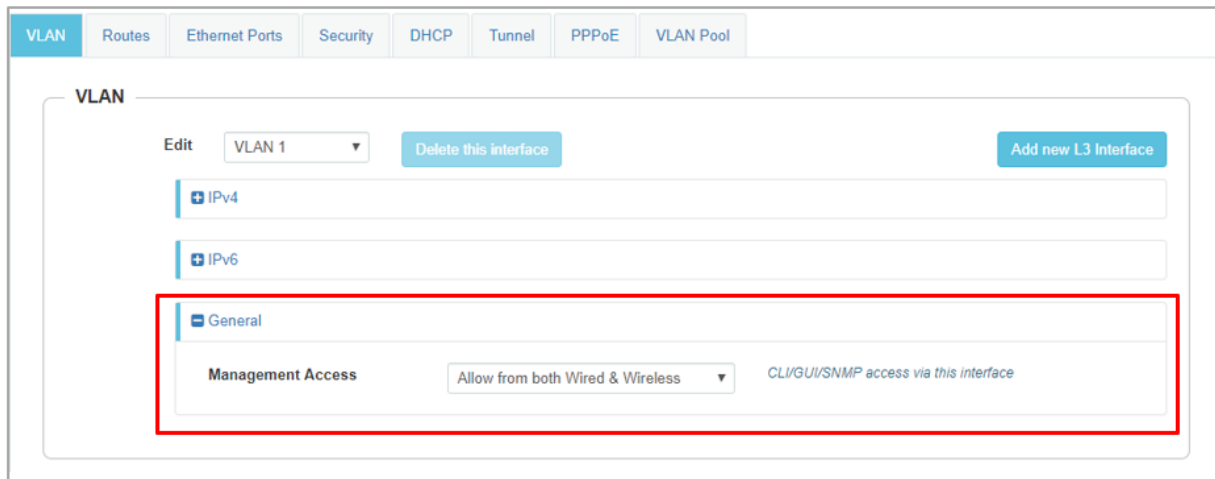 VLAN Routes Ethernet Ports Security DHCP Tunnel PPPoE VLAN Pool
VLAN
Edit VLAN 1 Delete this interface Add new L3 Interface
IPv4
IPv6
General
Management Access Allow from both Wired & Wireless CLI/GUI/SNMP access via this interface